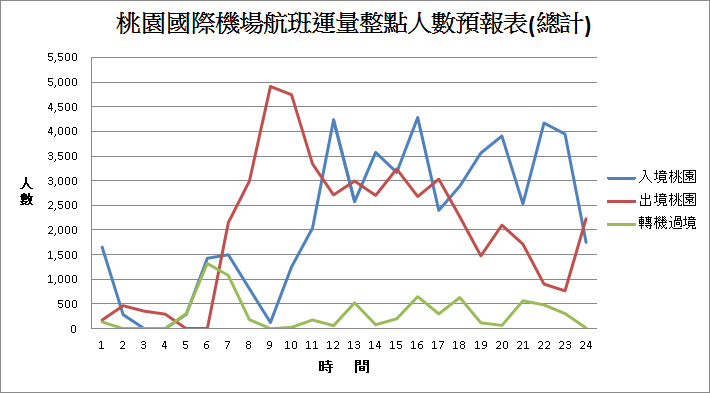 桃園國際機場航班運量整點人數預報表(總計)
5,500
5,000
4,500
4,000
3,500
3,000
2,500
2,000
1,500
1,000
500
0
人數
1 2 3 4 5 6 7 8 9 10 11 12 13 14 15 16 17 18 19 20 21 22 23 24
時 間
入境桃園
出境桃園
轉機過境